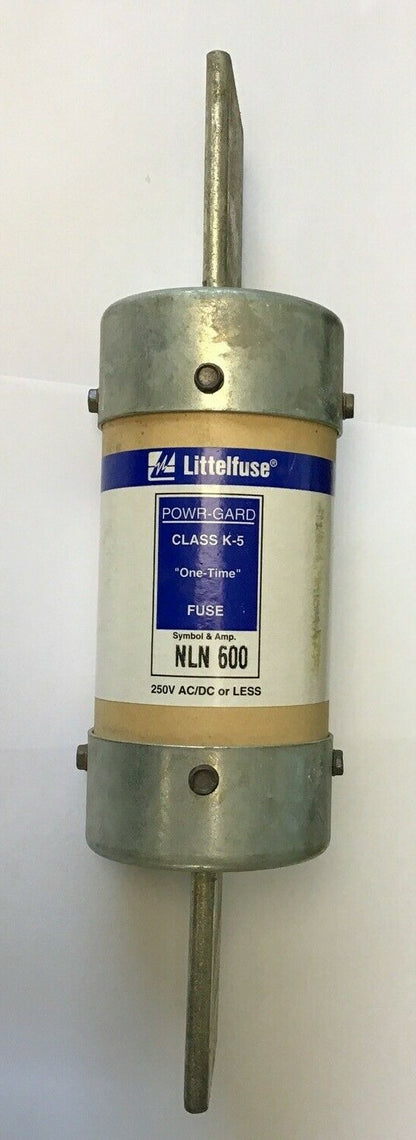 Littelfuse®
POWR-GARD
CLASS K-5
"One-Time"
FUSE
Symbol & Amp.
NLN 600
250V AC/DC or LESS